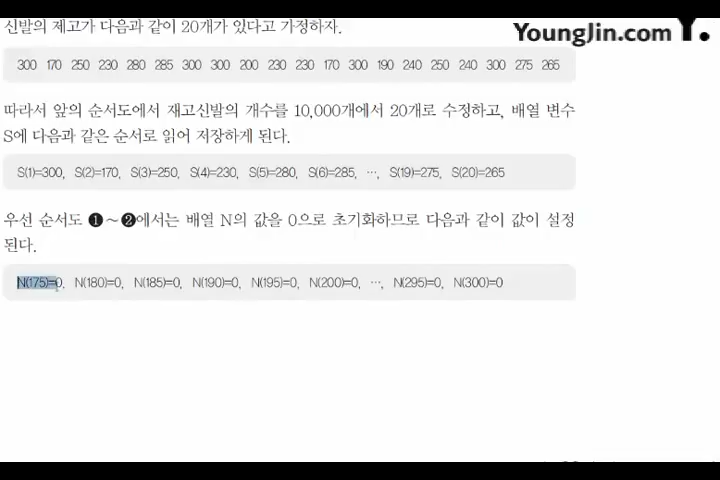 신발의 제고가 다음과 같이 20개가 있다고 가정하자.
YoungJin.com Y.
300 170 250 230 280 285 300 300 200 230 230 170 300 190 240 250 240 300 275 265
따라서 앞의 순서도에서 재고신발의 개수를 10,000개에서 20개로 수정하고, 배열 변수
S에 다음과 같은 순서로 읽어 저장하게 된다.
S(1)=300, S(2)=170, S(3)=250, S(4)=230, S(5)=280, S(6)=285, …, S(19)=275, S(20)=265
우선 순서도 ❶~❷에서는 배열 N의 값을 0으로 초기화하므로 다음과 같이 값이 설정
된다.
N(175)=0, N(180)=0, N(185)=0, N(190)=0, N(195)=0, N(200)=0, …, N(295)=0, N(300)=0